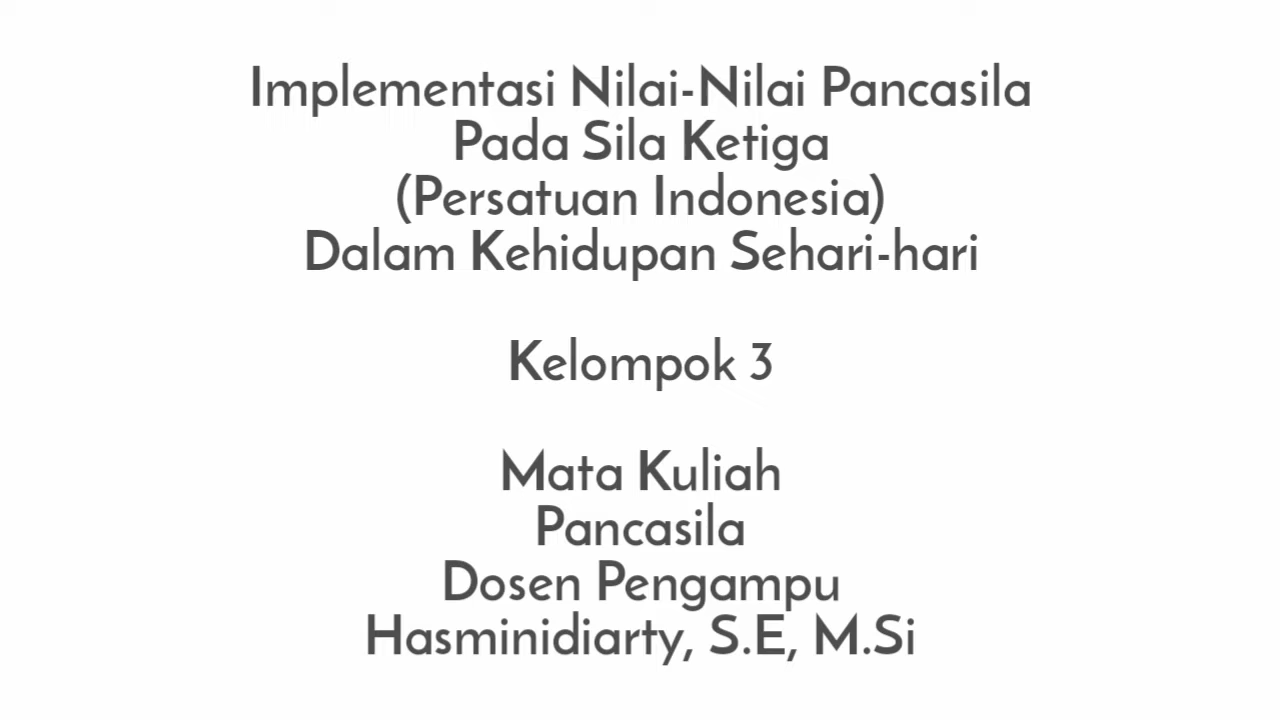 Implementasi Nilai-Nilai Pancasila
Pada Sila Ketiga
(Persatuan Indonesia)
Dalam Kehidupan Sehari-hari
Kelompok 3
Mata Kuliah
Pancasila
Dosen Pengampu
Hasminidiarty, S.E, M.Si